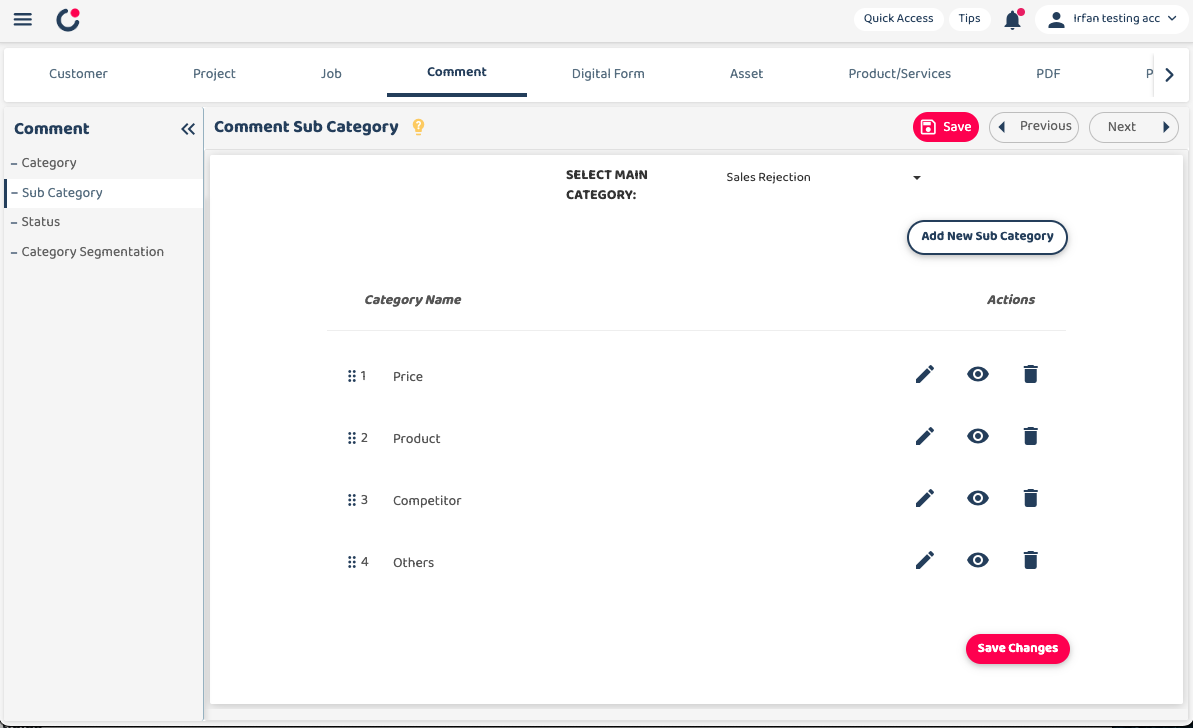 Quick Access
Tips
Irfan testing acc
Customer
Project
Job
Comment
Digital Form
Asset
Product/Services
PDF
P
Comment
– Category
– Sub Category
– Status
– Category Segmentation
Comment Sub Category
Save
Previous
Next
SELECT MAIN
CATEGORY:
Sales Rejection
Add New Sub Category
Category Name
Actions
1 Price
2 Product
3 Competitor
4 Others
Save Changes